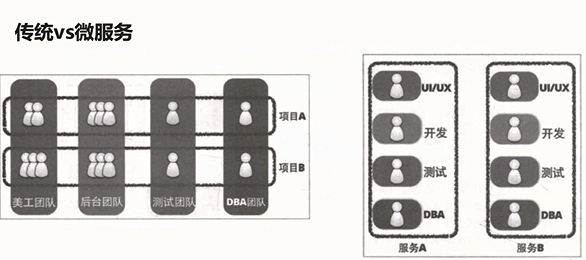 传统vs微服务
项目A
项目B
美工团队
后台团队
测试团队
DBA团队
UI/UX
开发
测试
DBA
服务A
UI/UX
开发
测试
DBA
服务B